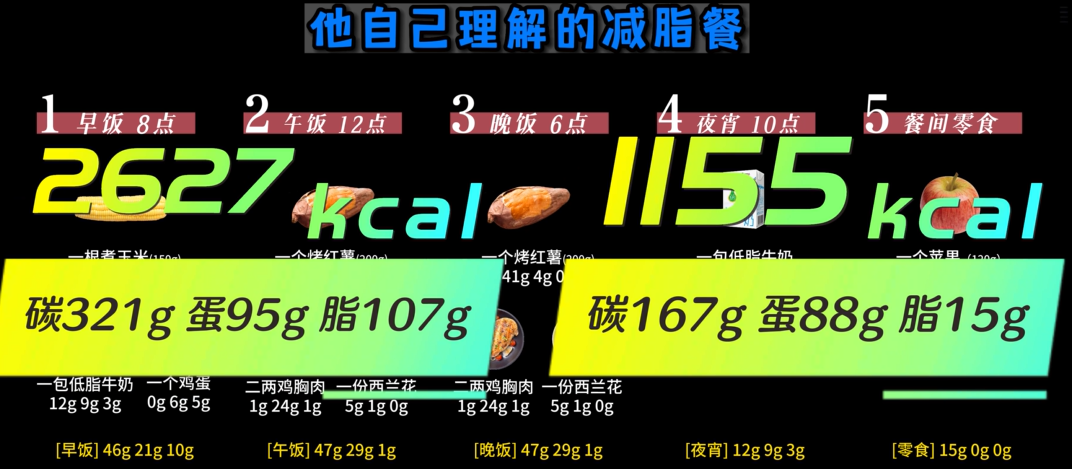 他自己理解的减脂餐
1 早饭 8点
2 午饭 12点
3 晚饭 6点
4 夜宵 10点
5 餐间零食
2627 kcal
1155 kcal
一根煮玉米(150g)
一个烤红薯(200g)
一个烤红薯(200g)
一包低脂牛奶
一个苹果 (120g)
41g 4g 0
碳321g 蛋95g 脂107g
碳167g 蛋88g 脂15g
一包低脂牛奶 一个鸡蛋
12g 9g 3g 0g 6g 5g
二两鸡胸肉 一份西兰花
1g 24g 1g 5g 1g 0g
二两鸡胸肉 一份西兰花
1g 24g 1g 5g 1g 0g
[早饭] 46g 21g 10g
[午饭] 47g 29g 1g
[晚饭] 47g 29g 1g
[夜宵] 12g 9g 3g
[零食] 15g 0g 0g